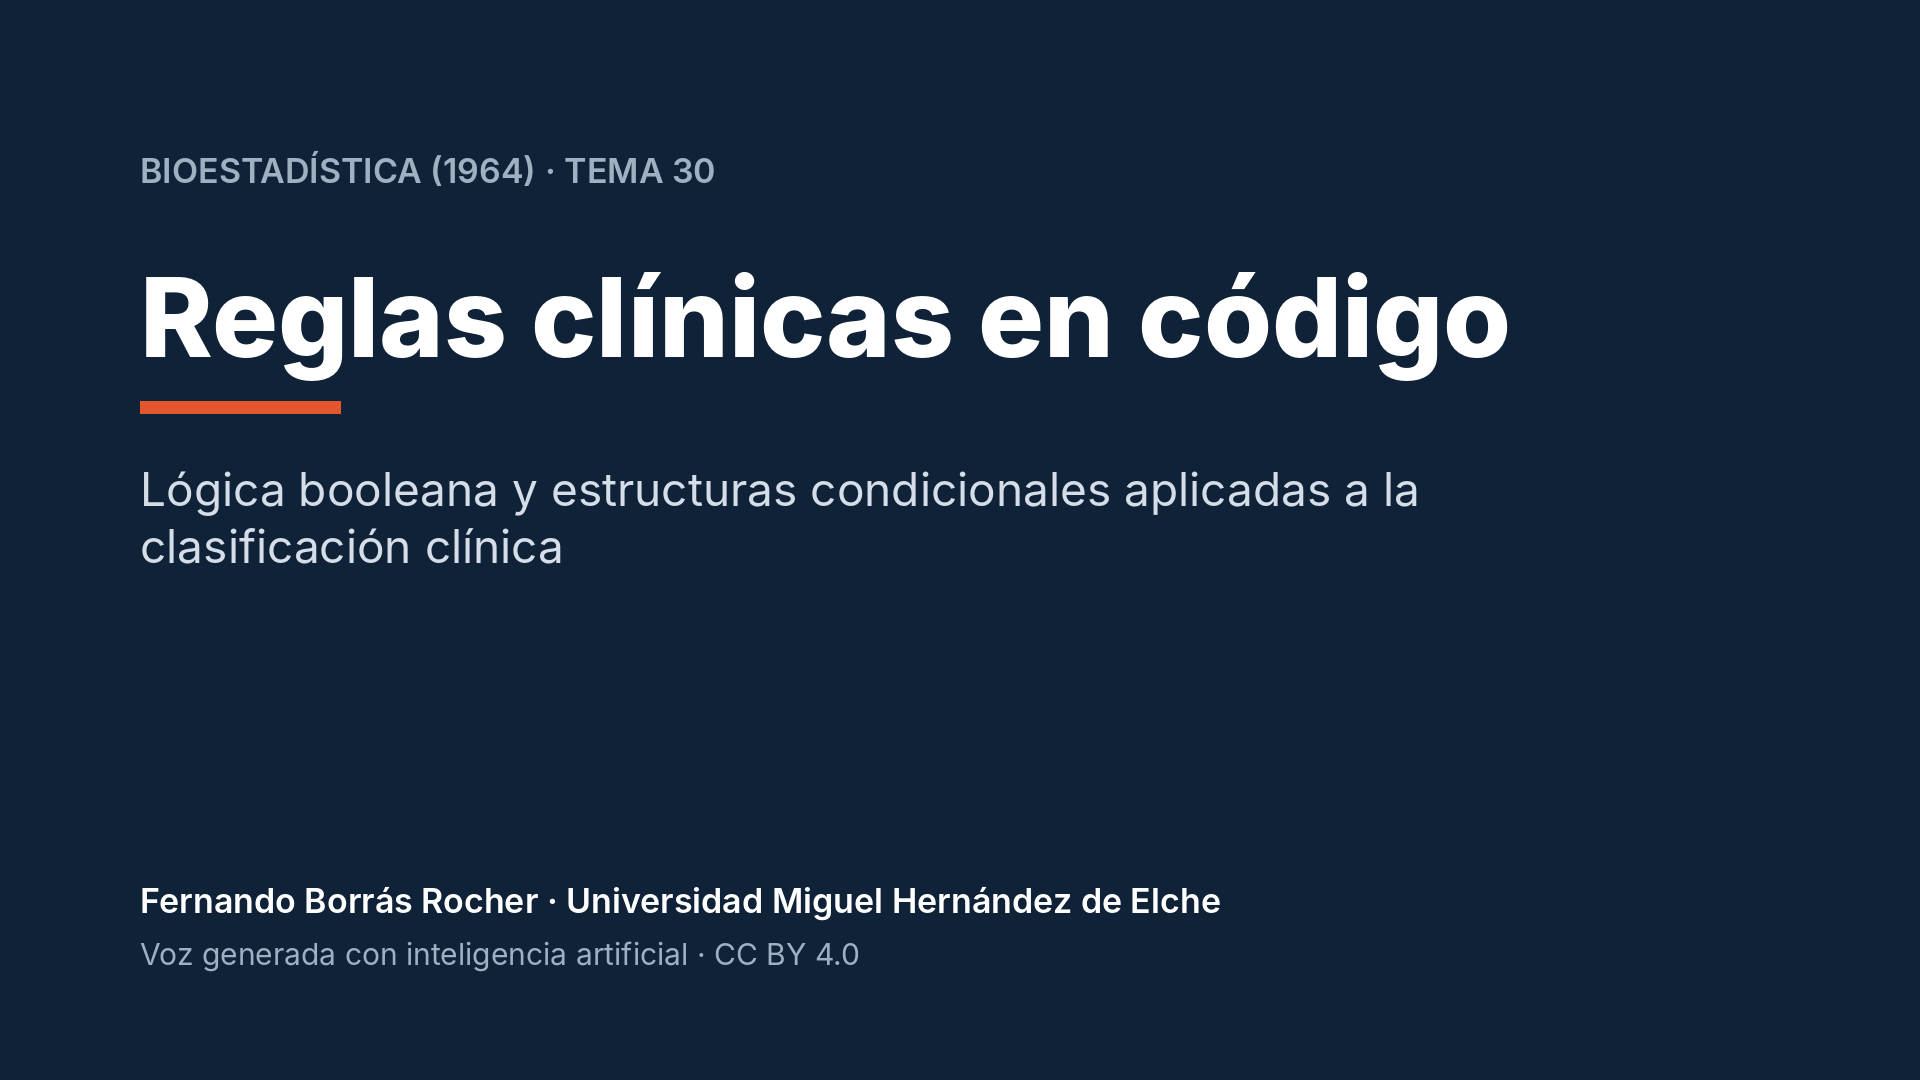 BIOESTADÍSTICA (1964) · TEMA 30
Reglas clínicas en código
Lógica booleana y estructuras condicionales aplicadas a la
clasificación clínica
Fernando Borrás Rocher · Universidad Miguel Hernández de Elche
Voz generada con inteligencia artificial · CC BY 4.0